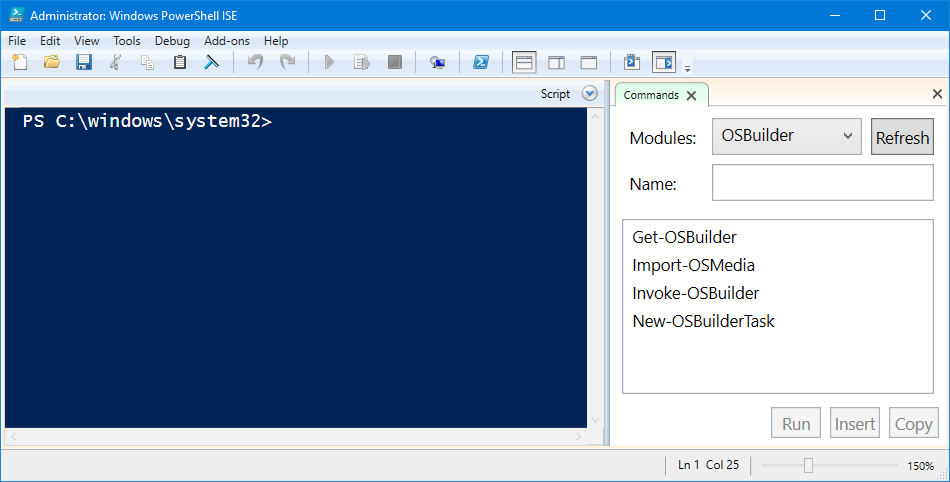 Administrator: Windows PowerShell ISE
File Edit View Tools Debug Add-ons Help
Script
PS C:\windows\system32>
Commands
Modules: OSBuilder Refresh
Name:
Get-OSBuilder
Import-OSMedia
Invoke-OSBuilder
New-OSBuilderTask
Run Insert Copy
Ln 1 Col 25 150%